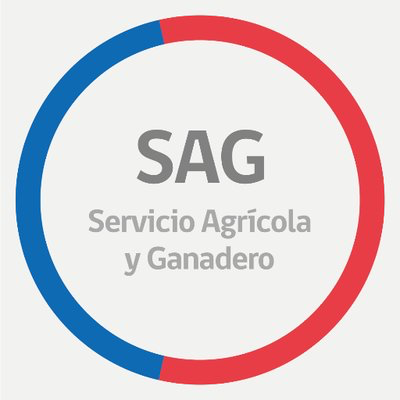 SAG
Servicio Agrícola
y Ganadero